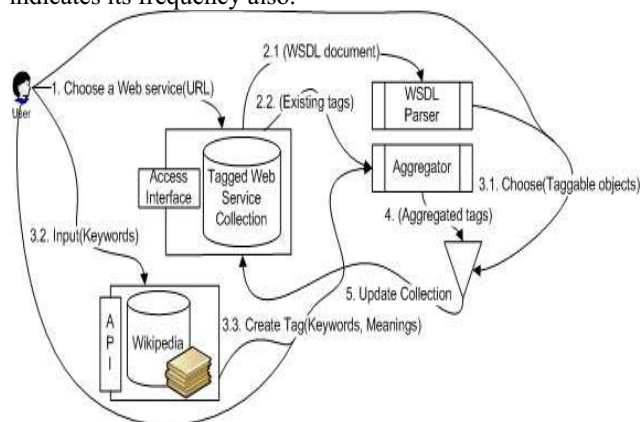 indicates its frequency also.
2.1 (WSDL document)
1. Choose a Web service(URL)
User
2.2. (Existing tags)
WSDL
Parser
Access
Interface
Tagged Web
Service
Collection
Aggregator
3.1. Choose(Taggable objects)
4. (Aggregated tags)
3.2. Input(Keywords)
5. Update Collection
A
P
I
Wikipedia
3.3. Create Tag(Keywords, Meanings)